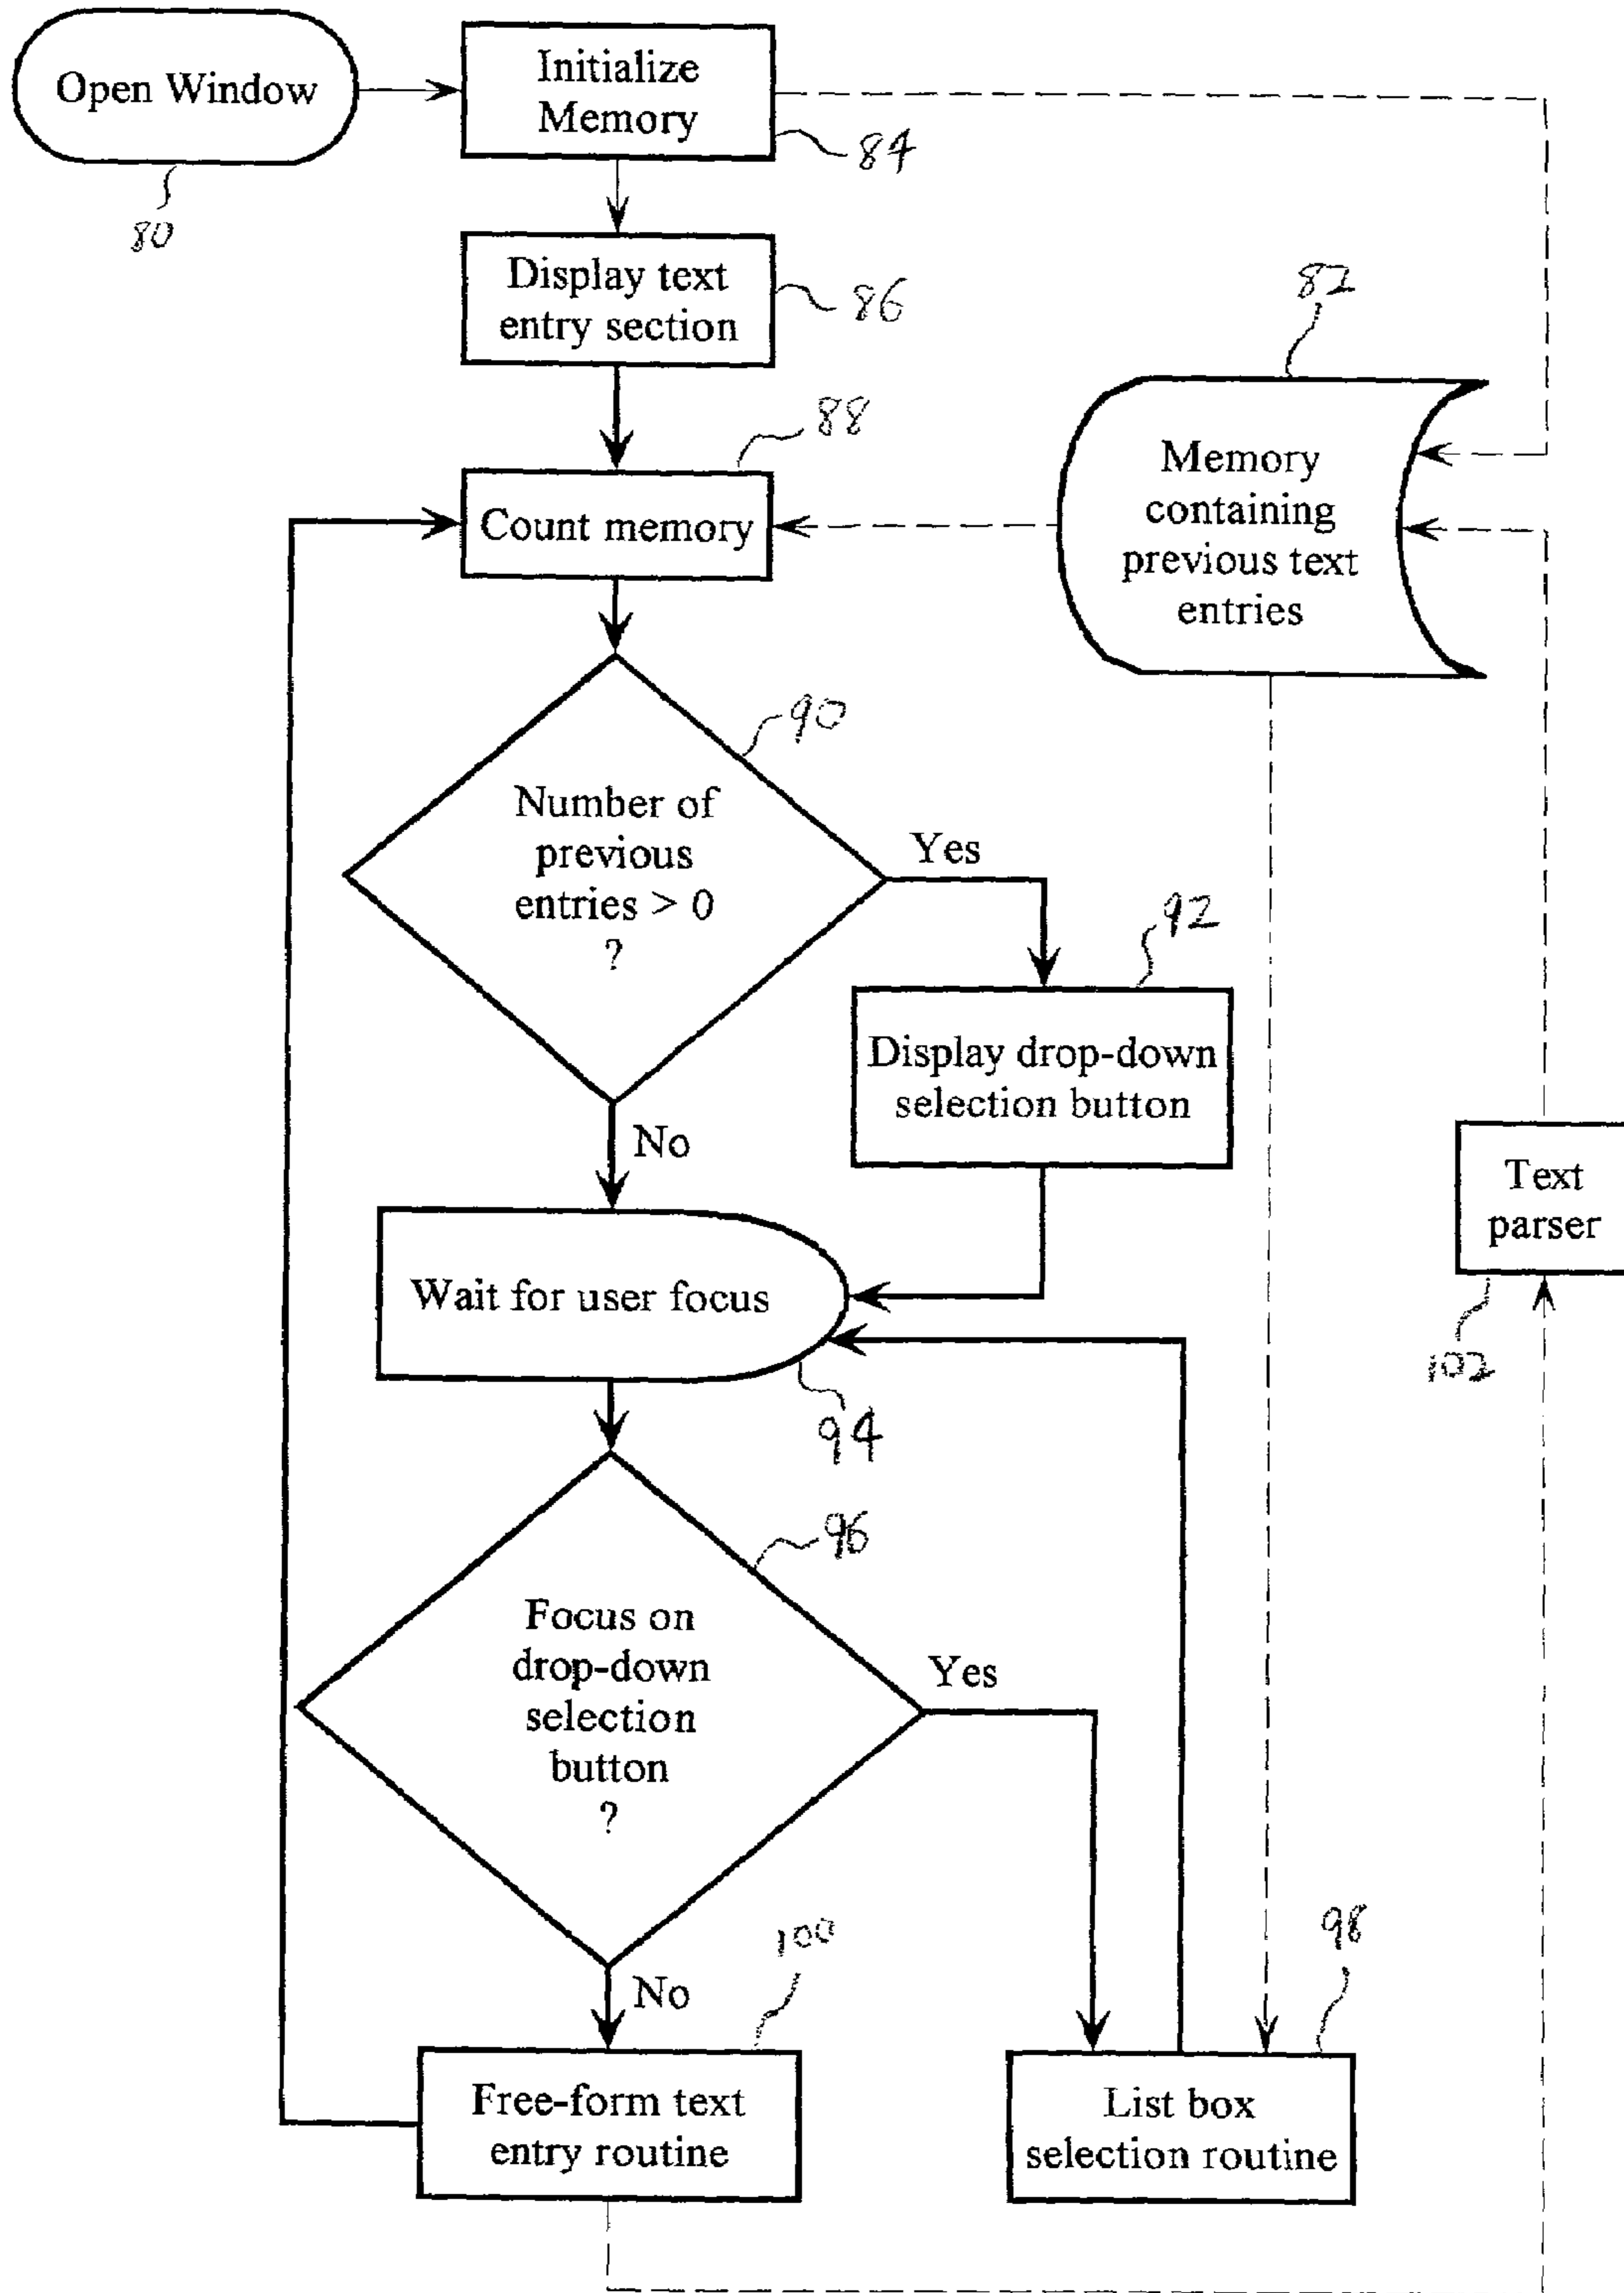 Open Window
80
Initialize
Memory
84
Display text
entry section
86
82
88
Count memory
Memory
containing
previous text
entries
90
Number of
previous
entries > 0
?
Yes
92
Display drop-down
selection button
No
Text
parser
102
Wait for user focus
94
96
Focus on
drop-down
selection
button
?
Yes
No
100
98
Free-form text
entry routine
List box
selection routine